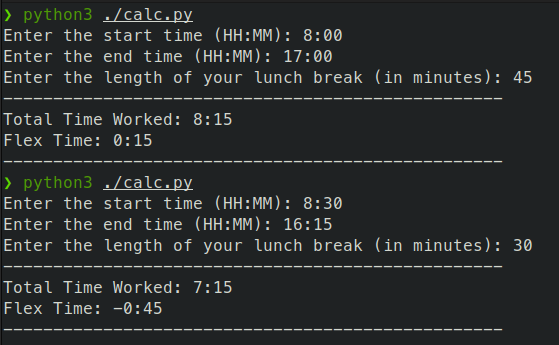 ❯ python3 ./calc.py
Enter the start time (HH:MM): 8:00
Enter the end time (HH:MM): 17:00
Enter the length of your lunch break (in minutes): 45
--------------------------------------------------
Total Time Worked: 8:15
Flex Time: 0:15
--------------------------------------------------
❯ python3 ./calc.py
Enter the start time (HH:MM): 8:30
Enter the end time (HH:MM): 16:15
Enter the length of your lunch break (in minutes): 30
--------------------------------------------------
Total Time Worked: 7:15
Flex Time: -0:45
--------------------------------------------------